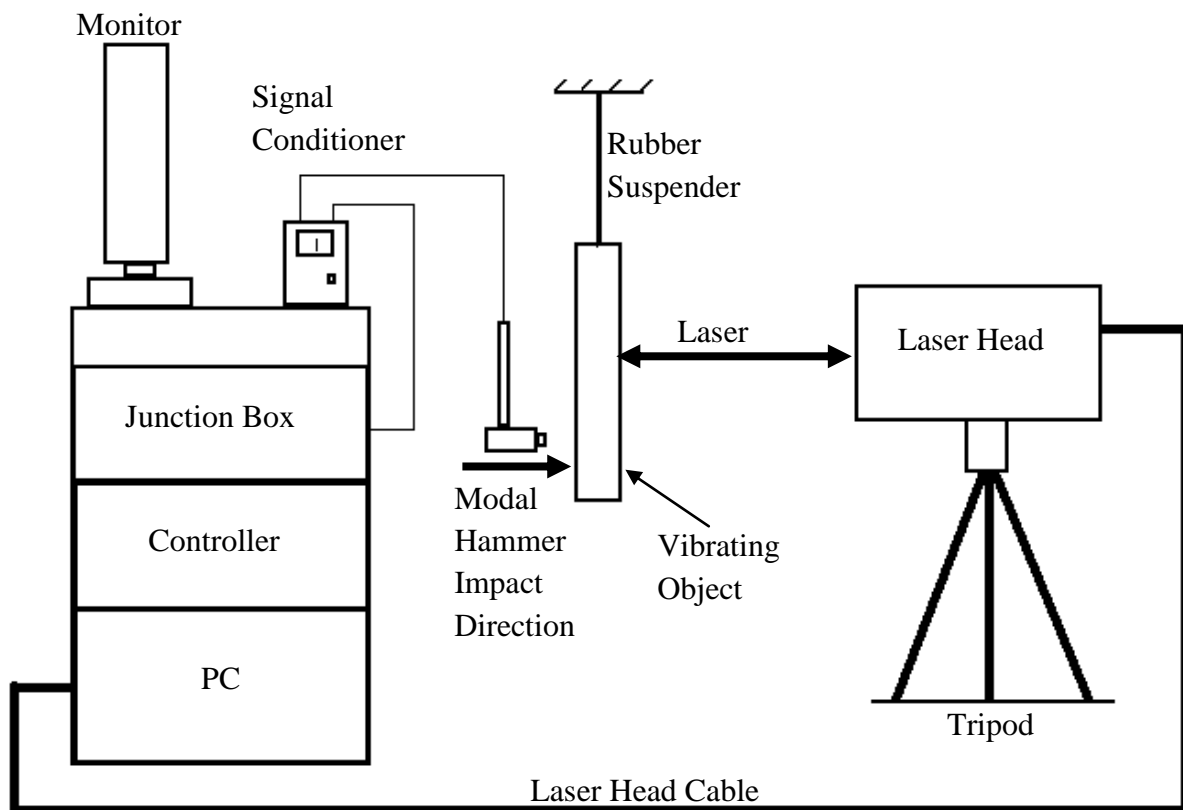 Monitor
Signal
Conditioner
Rubber
Suspender
Laser
Laser Head
Junction Box
Modal
Hammer
Impact
Direction
Vibrating
Object
Controller
PC
Tripod
Laser Head Cable